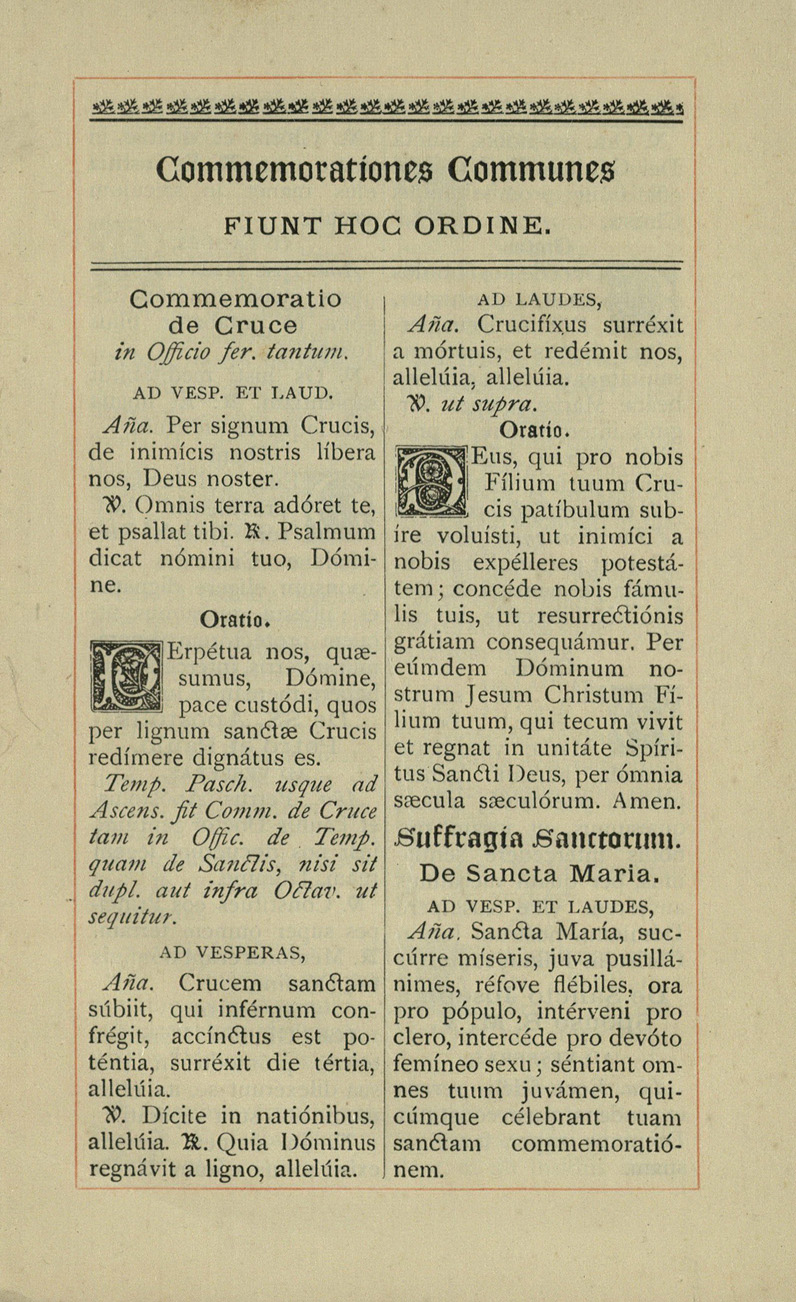 Commemorationes Communes
FIUNT HOC ORDINE.
Commemoratio
de Cruce
in Officio fer. tantum.
AD VESP. ET LAUD.
Aña. Per signum Crucis,
de inimícis nostris líbera
nos, Deus noster.
℣. Omnis terra adóret te,
et psallat tibi. ℟. Psalmum
dicat nómini tuo, Dómi-
ne.
Oratio.
PErpétua nos, quæ-
sumus, Dómine,
pace custódi, quos
per lignum sanctæ Crucis
redímere dignátus es.
Temp. Pasch. usque ad
Ascens. fit Comm. de Cruce
tam in Offic. de Temp.
quam de Sanctis, nisi sit
dupl. aut infra Octav. ut
sequitur.
AD VESPERAS,
Aña. Crucem sanctam
súbiit, qui inférnum con-
frégit, accínctus est po-
téntia, surréxit die tértia,
allelúia.
℣. Dícite in natiónibus,
allelúia. ℟. Quia Dóminus
regnávit a ligno, allelúia.
AD LAUDES,
Aña. Crucifíxus surréxit
a mórtuis, et redémit nos,
allelúia, allelúia.
℣. ut supra.
Oratio.
DEus, qui pro nobis
Fílium tuum Cru-
cis patíbulum sub-
íre voluísti, ut inimíci a
nobis expélleres potestá-
tem; concéde nobis fámu-
lis tuis, ut resurrectiónis
grátiam consequámur. Per
eúmdem Dóminum no-
strum Jesum Christum Fí-
lium tuum, qui tecum vivit
et regnat in unitáte Spíri-
tus Sancti Deus, per ómnia
sæcula sæculórum. Amen.
Suffragia Sanctorum.
De Sancta Maria.
AD VESP. ET LAUDES,
Aña. Sancta María, suc-
cúrre míseris, juva pusillá-
nimes, réfove flébiles, ora
pro pópulo, intérveni pro
clero, intercéde pro devóto
femíneo sexu; séntiant om-
nes tuum juvámen, qui-
cúmque célebrant tuam
sanctam commemoratió-
nem.